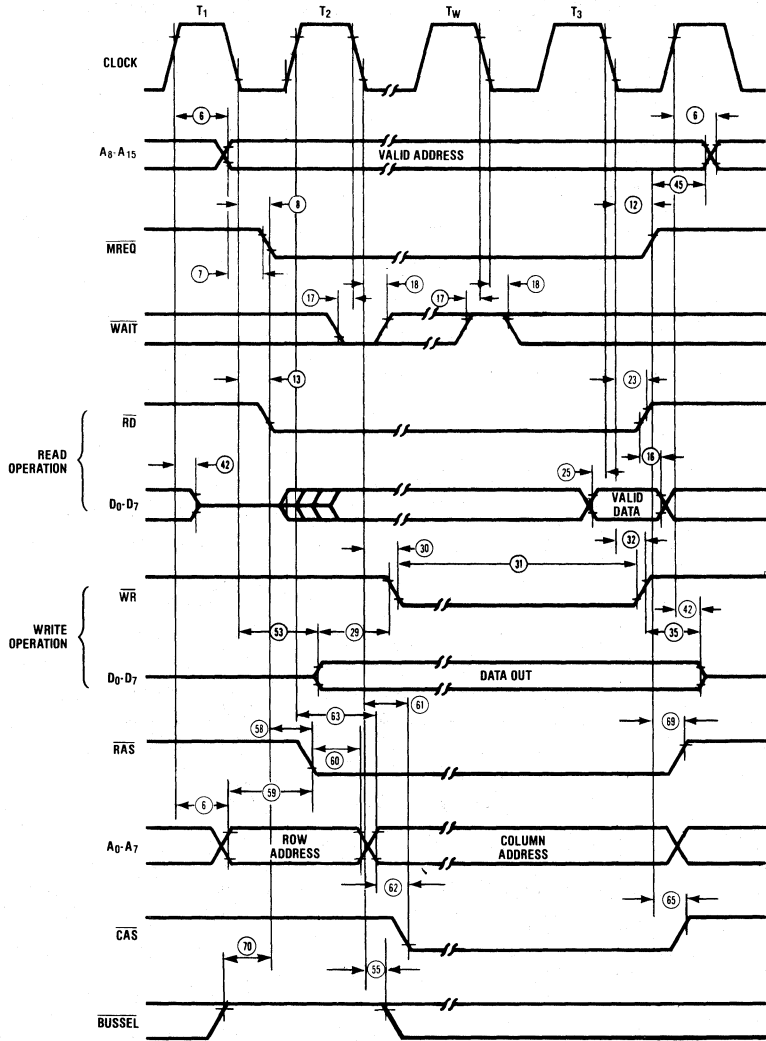 T1 T2 TW T3
CLOCK
6 6
A8-A15 VALID ADDRESS
45
8 12
MREQ
7
17 18 17 18
WAIT
13 23
RD
READ OPERATION
42 25 16
D0-D7 VALID DATA
30 31 32
WR
WRITE OPERATION
53 29 42 35
D0-D7 DATA OUT
61
63
58 69
RAS
60
6 59
A0-A7 ROW ADDRESS COLUMN ADDRESS
62 65
CAS
70 55
BUSSEL